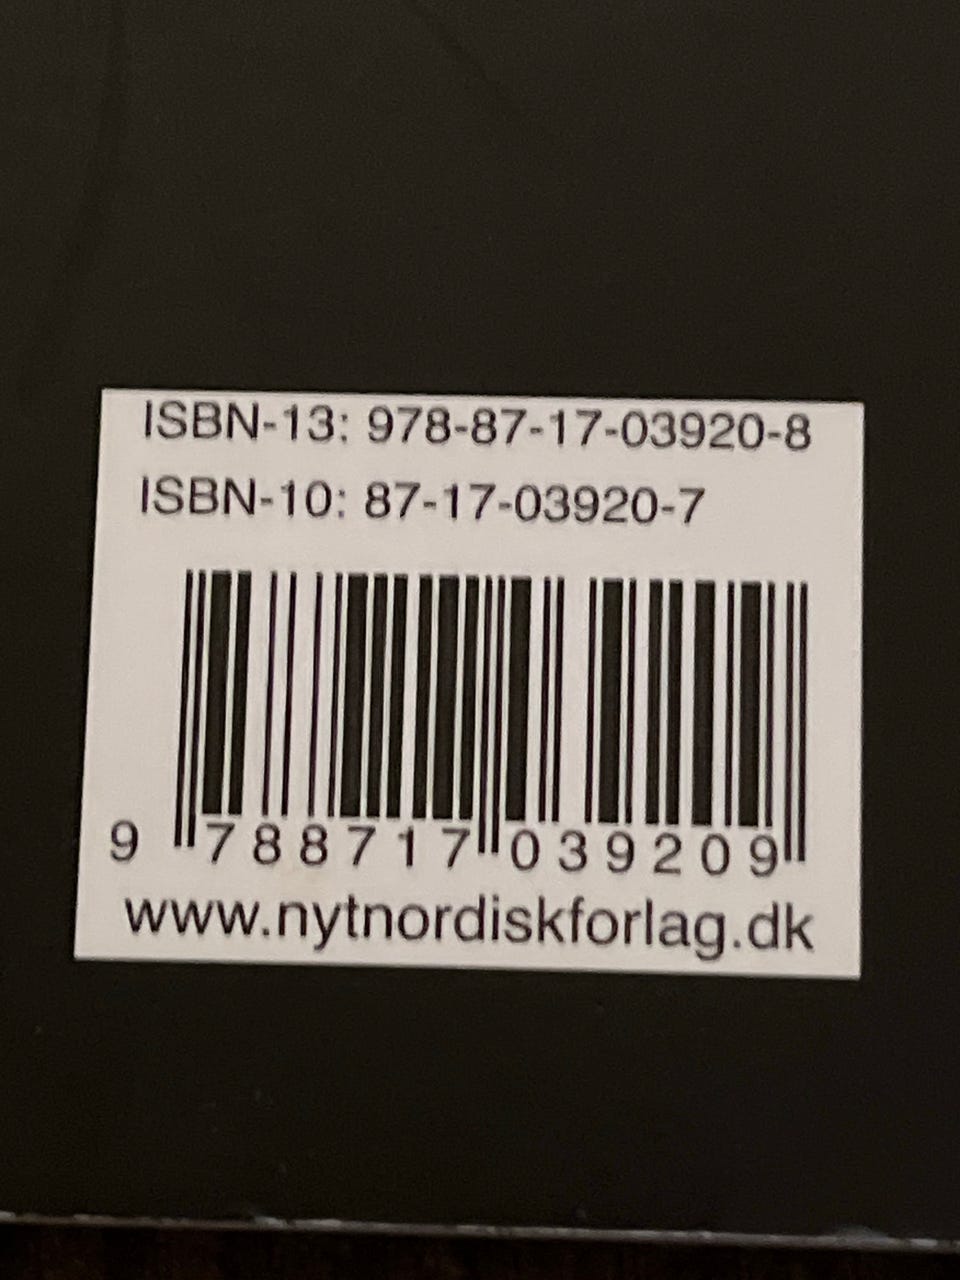 ISBN-13: 978-87-17-03920-8
ISBN-10: 87-17-03920-7
9 788717 039209
www.nytnordiskforlag.dk